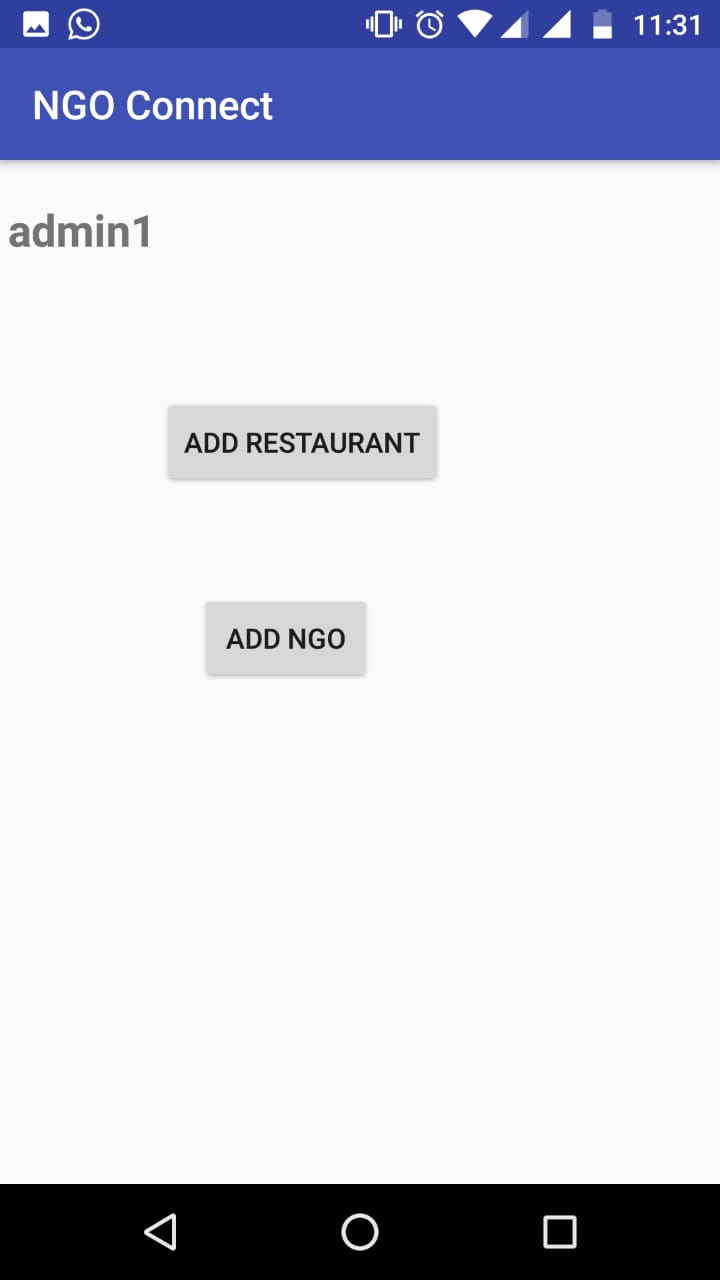 11:31
NGO Connect
admin1
ADD RESTAURANT
ADD NGO